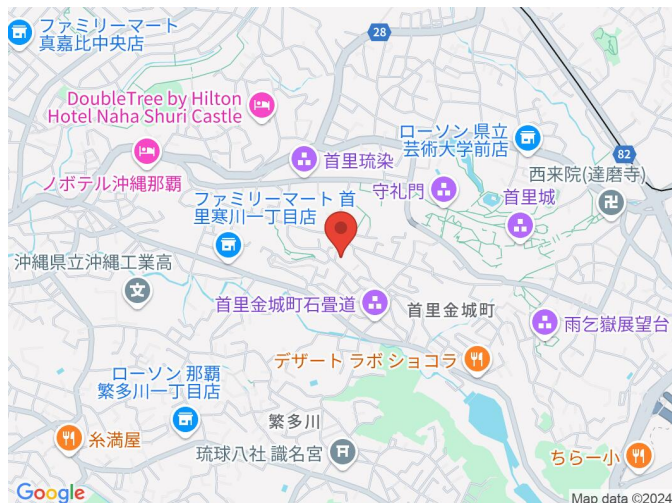 ファミリーマート
真嘉比中央店
28
DoubleTree by Hilton
Hotel Naha Shuri Castle
ローソン 県立
芸術大学前店
82
首里琉染
ノボテル沖縄那覇
守礼門
首里城
西来院(達磨寺)
ファミリーマート 首
里寒川一丁目店
沖縄県立沖縄工業高
首里金城町石畳道
首里金城町
雨乞嶽展望台
デザート ラボ ショコラ
ローソン 那覇
繁多川一丁目店
繁多川
糸満屋
琉球八社 識名宮
ちらー小
Google
Map data ©2024